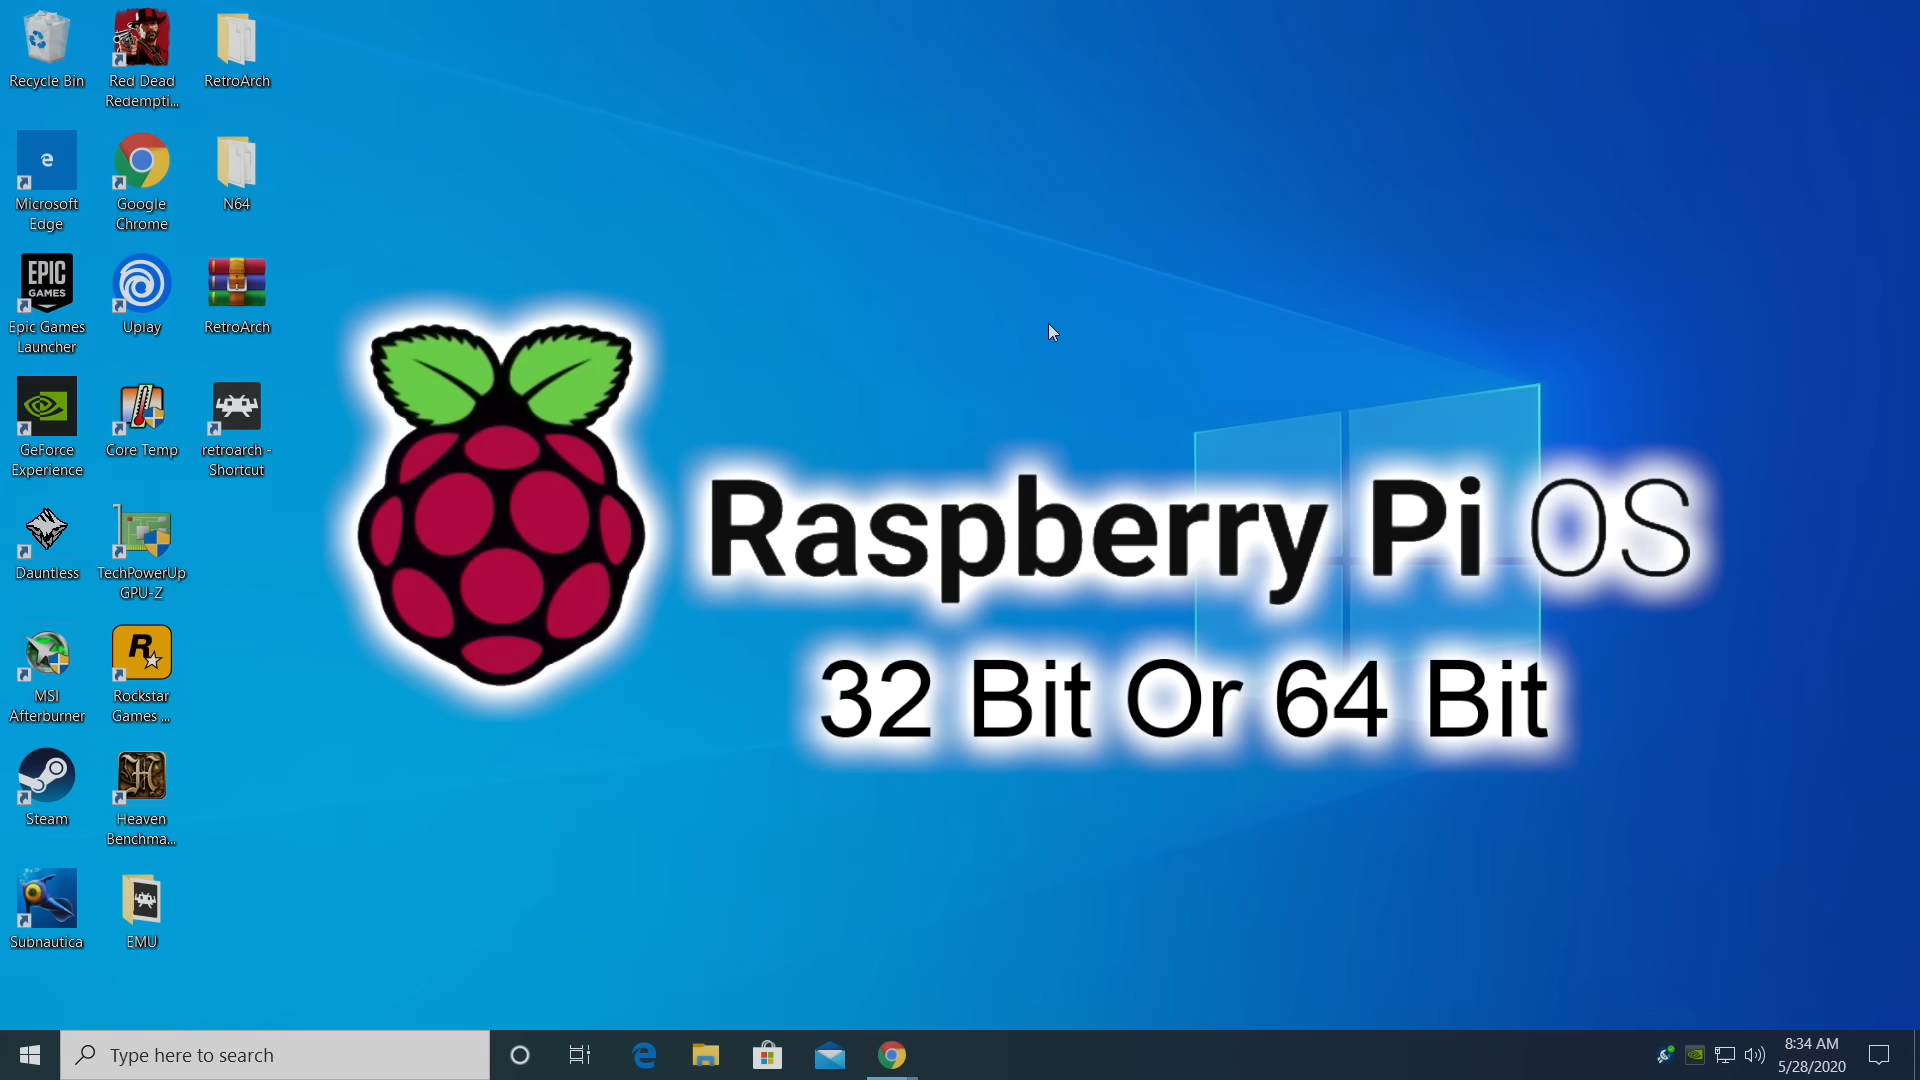 Recycle Bin
Red Dead
Redempti...
RetroArch
Microsoft
Edge
Google
Chrome
N64
EPIC
GAMES
Epic Games
Launcher
Uplay
RetroArch
GeForce
Experience
Core Temp
retroarch -
Shortcut
Dauntless
TechPowerUp
GPU-Z
MSI
Afterburner
R
Rockstar
Games ...
Steam
H
Heaven
Benchma...
Subnautica
EMU
Raspberry Pi OS
32 Bit Or 64 Bit
Type here to search
8:34 AM
5/28/2020